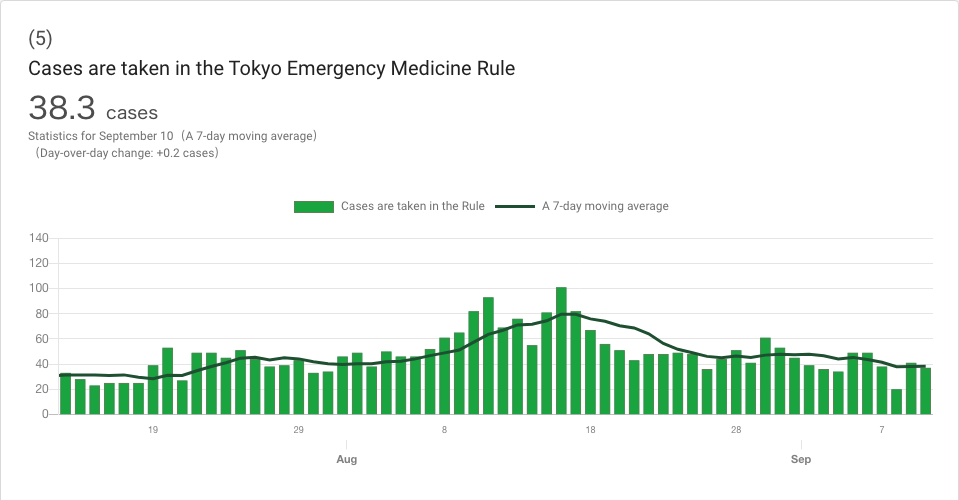 (5)
Cases are taken in the Tokyo Emergency Medicine Rule
38.3 cases
Statistics for September 10（A 7-day moving average）
（Day-over-day change: +0.2 cases）
Cases are taken in the Rule A 7-day moving average
140
120
100
80
60
40
20
0
19 29 8 18 28 7
Aug Sep